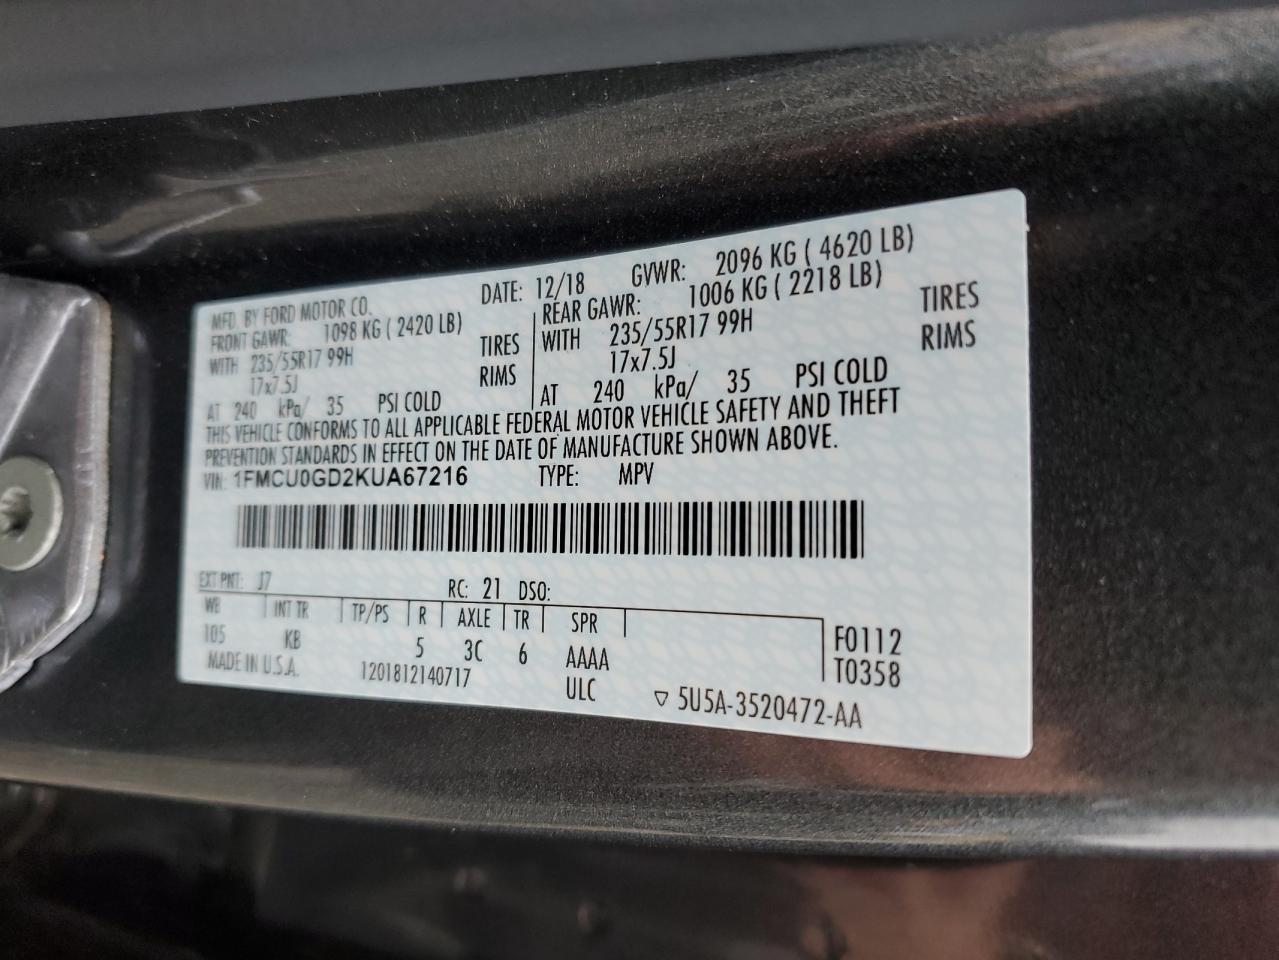 MFD. BY FORD MOTOR CO. DATE: 12/18 GVWR: 2096 KG ( 4620 LB)
FRONT GAWR: 1098 KG ( 2420 LB) REAR GAWR: 1006 KG ( 2218 LB)
WITH 235/55R17 99H TIRES WITH 235/55R17 99H TIRES
17x7.5J RIMS 17x7.5J RIMS
AT 240 kPa/ 35 PSI COLD AT 240 kPa/ 35 PSI COLD
THIS VEHICLE CONFORMS TO ALL APPLICABLE FEDERAL MOTOR VEHICLE SAFETY AND THEFT
PREVENTION STANDARDS IN EFFECT ON THE DATE OF MANUFACTURE SHOWN ABOVE.
VIN: 1FMCU0GD2KUA67216 TYPE: MPV
EXT PNT: J7 RC: 21 DSO:
WB INT TR TP/PS R AXLE TR SPR
105 KB 5 3C 6 AAAA F0112
MADE IN U.S.A. 1201812140717 ULC T0358
▽ 5U5A-3520472-AA